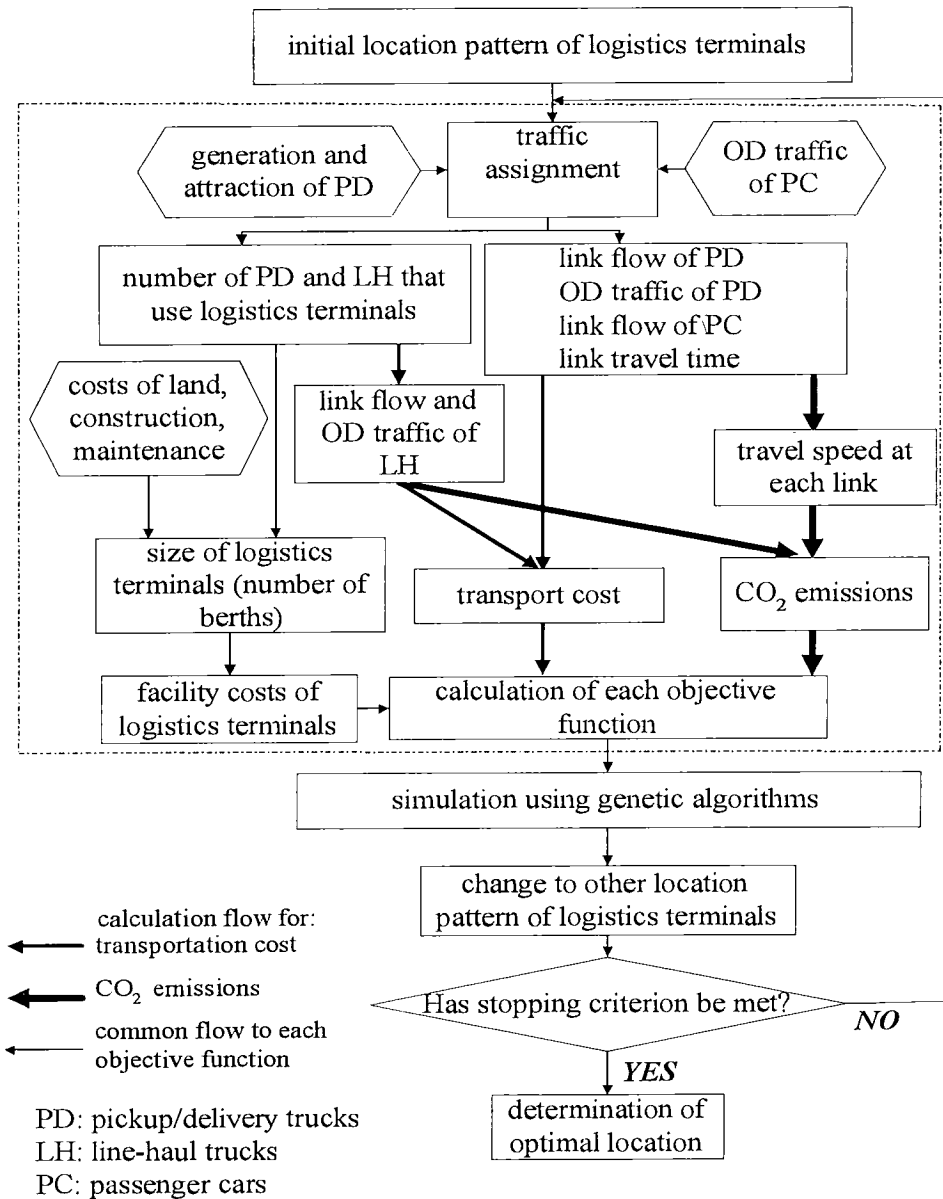 initial location pattern of logistics terminals
generation and
attraction of PD
traffic
assignment
OD traffic
of PC
number of PD and LH that
use logistics terminals
link flow of PD
OD traffic of PD
link flow of PC
link travel time
costs of land,
construction,
maintenance
link flow and
OD traffic of
LH
travel speed at
each link
size of logistics
terminals (number of
berths)
transport cost
CO₂ emissions
facility costs of
logistics terminals
calculation of each objective
function
simulation using genetic algorithms
change to other location
pattern of logistics terminals
calculation flow for:
transportation cost
CO₂ emissions
common flow to each
objective function
Has stopping criterion be met?
NO
YES
determination of
optimal location
PD: pickup/delivery trucks
LH: line-haul trucks
PC: passenger cars